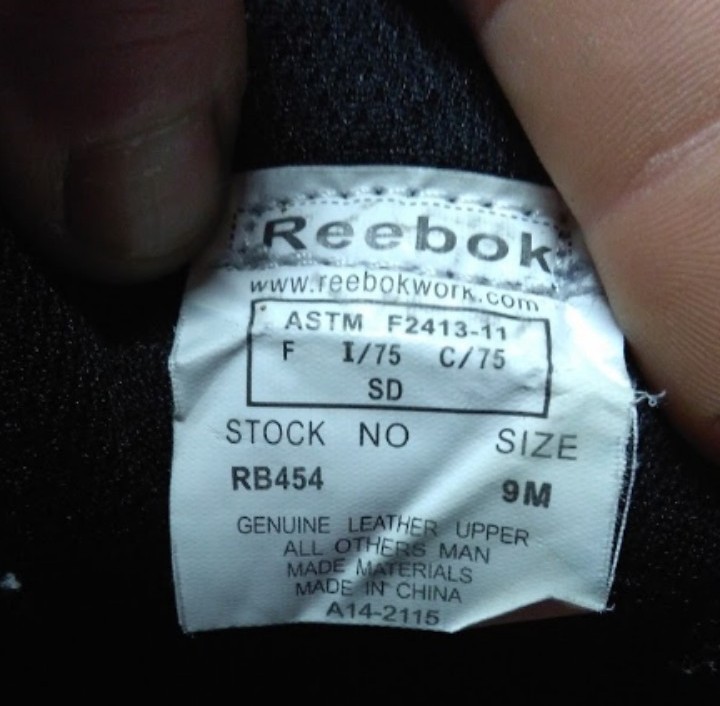 Reebok
www.reebokwork.com
ASTM F2413-11
F I/75 C/75
SD
STOCK NO SIZE
RB454 9M
GENUINE LEATHER UPPER
ALL OTHERS MAN
MADE MATERIALS
MADE IN CHINA
A14-2115